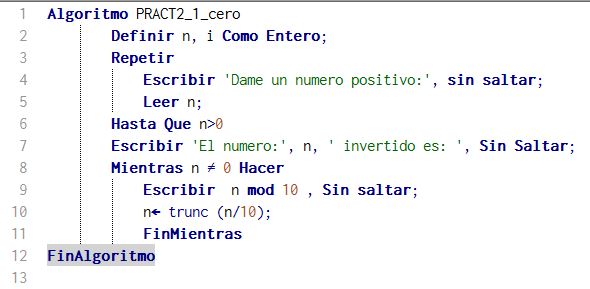 1 Algoritmo PRACT2_1_cero
2 Definir n, i Como Entero;
3 Repetir
4 Escribir 'Dame un numero positivo:', sin saltar;
5 Leer n;
6 Hasta Que n>0
7 Escribir 'El numero:', n, ' invertido es: ', Sin Saltar;
8 Mientras n ≠ 0 Hacer
9 Escribir n mod 10 , Sin saltar;
10 n← trunc (n/10);
11 FinMientras
12 FinAlgoritmo
13